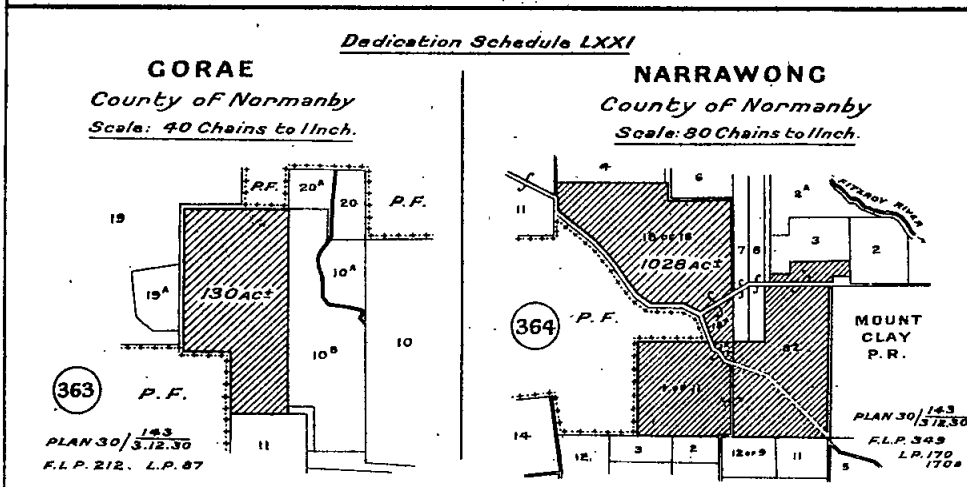 Dedication Schedule LXXI
GORAE
County of Normanby
Scale: 40 Chains to 1 Inch.
P.F.
20A
20
P.F.
19
19A
130 AC±
10A
10B
10
363
P.F.
11
PLAN 30/143
3.12.30
F.L.P. 212. L.P. 87
NARRAWONG
County of Normanby
Scale: 80 Chains to 1 Inch.
4
6
2A
FITZROY RIVER
11
1028 AC±
7
8
3
2
364
P.F.
MOUNT
CLAY
P.R.
14
12
3
2
12 of 9
11
5
PLAN 30/143
3.12.30
F.L.P. 349
L.P. 170